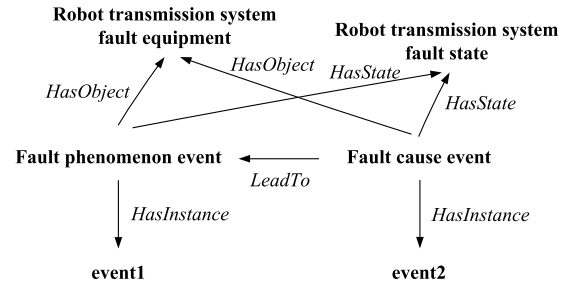 Robot transmission system
fault equipment
Robot transmission system
fault state
HasObject
HasObject
HasState
HasState
Fault phenomenon event
Fault cause event
LeadTo
HasInstance
HasInstance
event1
event2